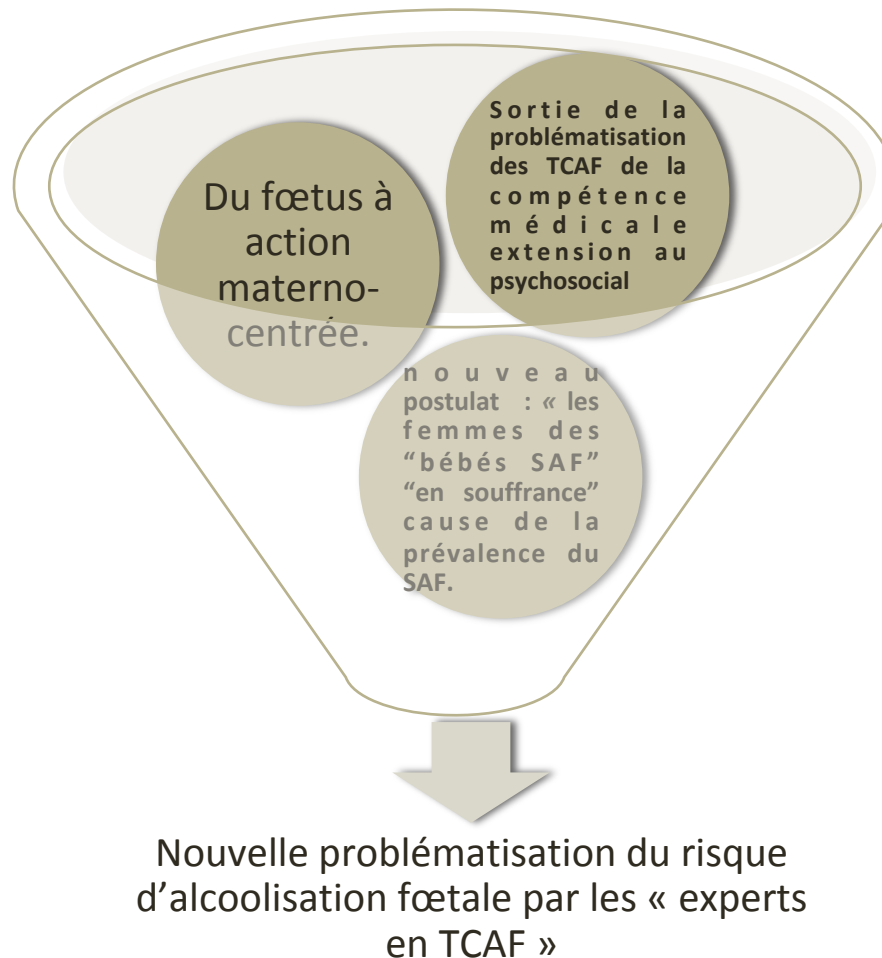 Du fœtus à
action
materno-
centrée.
Sortie de la
problématisation
des TCAF de la
compétence
médicale
extension au
psychosocial
nouveau
postulat : « les
femmes des
“bébés SAF”
“en souffrance”
cause de la
prévalence du
SAF.
Nouvelle problématisation du risque
d’alcoolisation fœtale par les « experts
en TCAF »